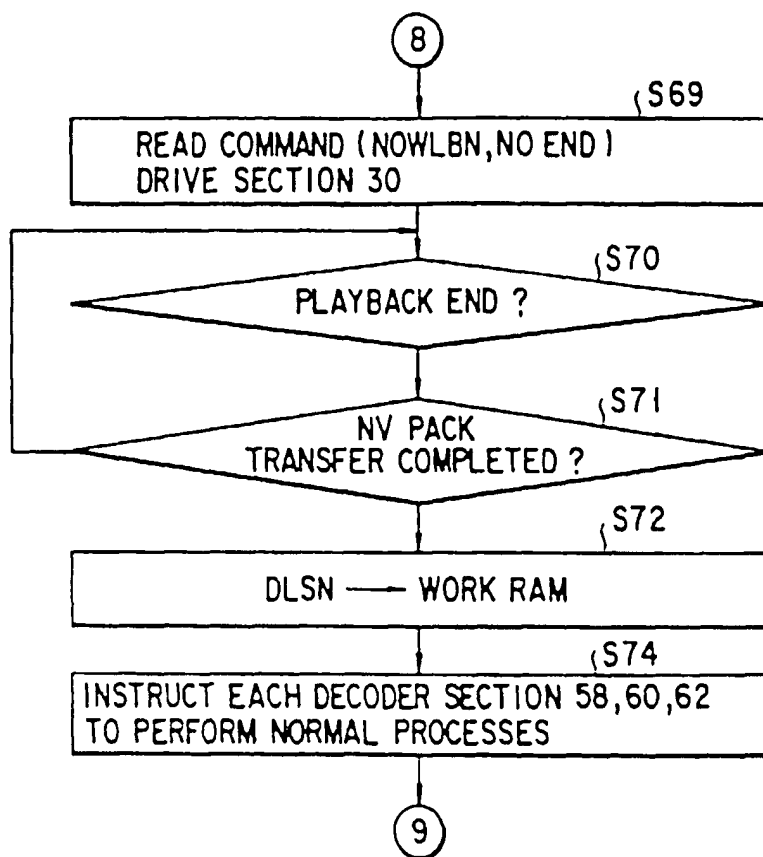 8
S69
READ COMMAND (NOWLBN, NO END)
DRIVE SECTION 30
S70
PLAYBACK END ?
S71
NV PACK
TRANSFER COMPLETED ?
S72
DLSN → WORK RAM
S74
INSTRUCT EACH DECODER SECTION 58,60,62
TO PERFORM NORMAL PROCESSES
9